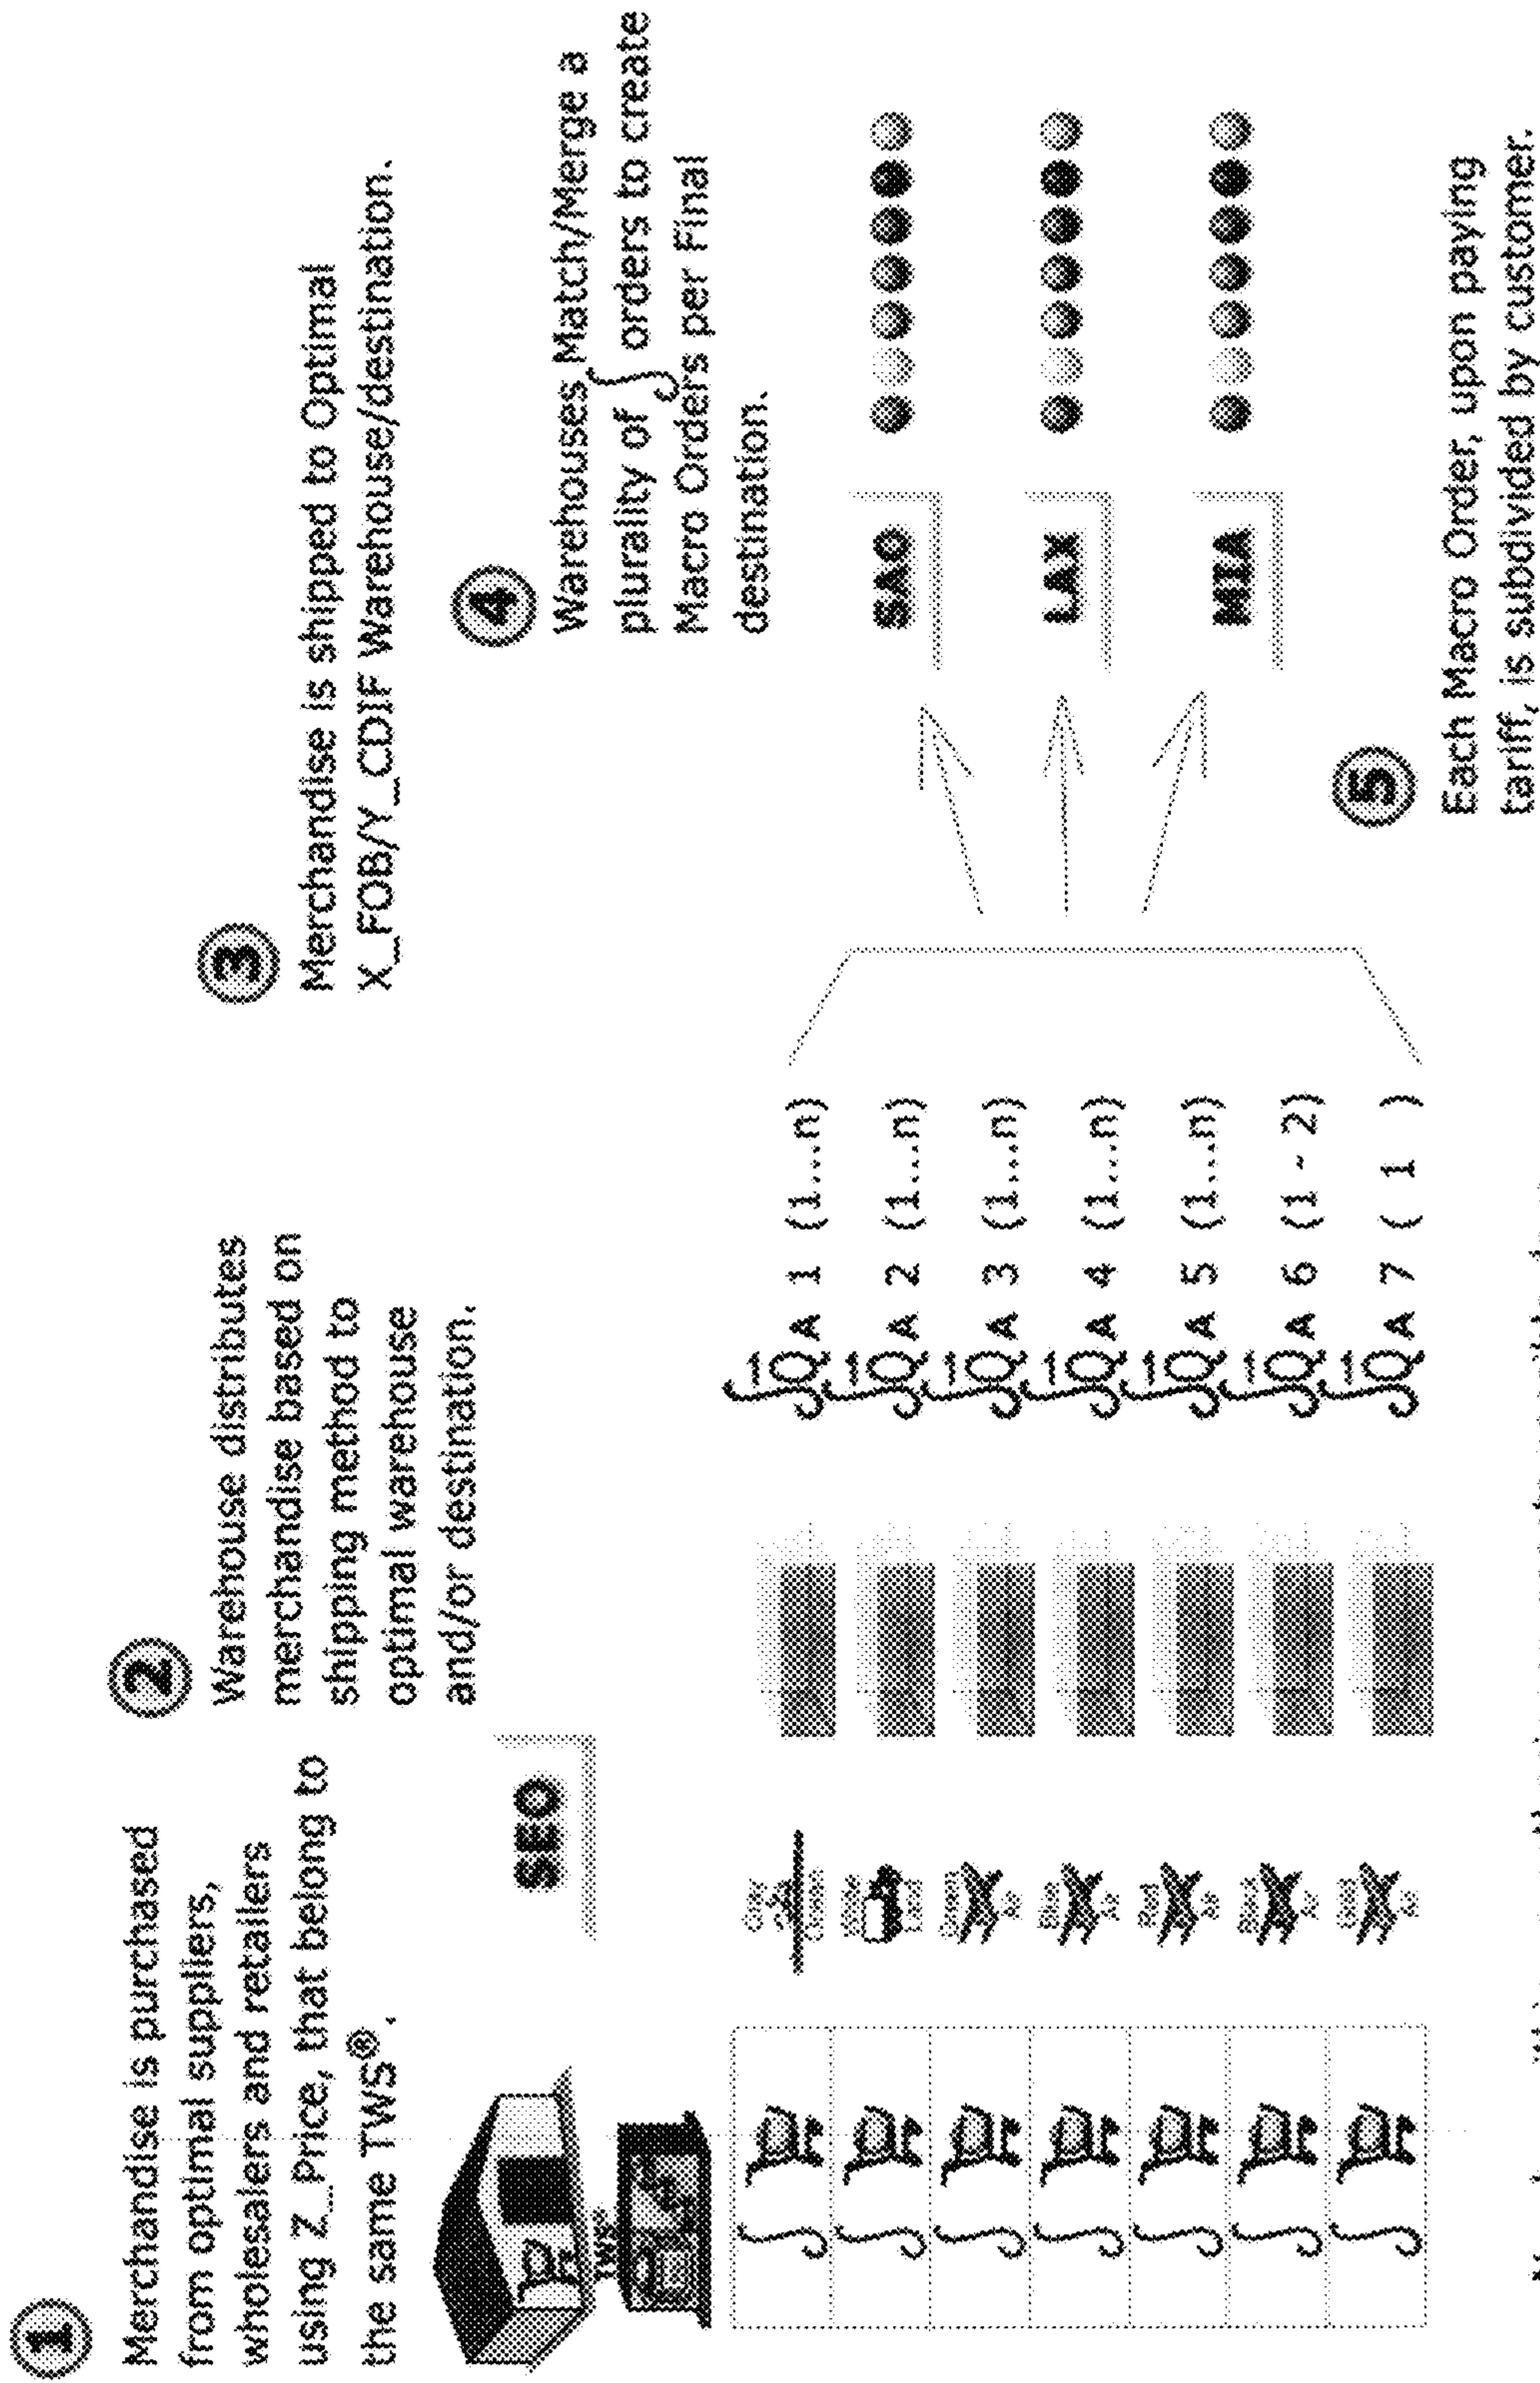 1
Merchandise is purchased
from optimal suppliers,
wholesalers and retailers
using Z_Price, that belong to
the same TWS®.
2
Warehouse distributes
merchandise based on
shipping method to
optimal warehouse
and/or destination.
3
Merchandise is shipped to Optimal
X_FOB/Y_CDIF Warehouse/destination.
4
Warehouses Match/Merge a
plurality of ∫ orders to create
Macro Orders per Final
destination.
SEO
TWS
A 1 (1...n)
A 2 (1...n)
A 3 (1...n)
A 4 (1...n)
A 5 (1...n)
A 6 (1 ~ 2)
A 7 ( 1 )
SAO
LAX
MIA
5
Each Macro Order, upon paying
tariff, is subdivided by customer.